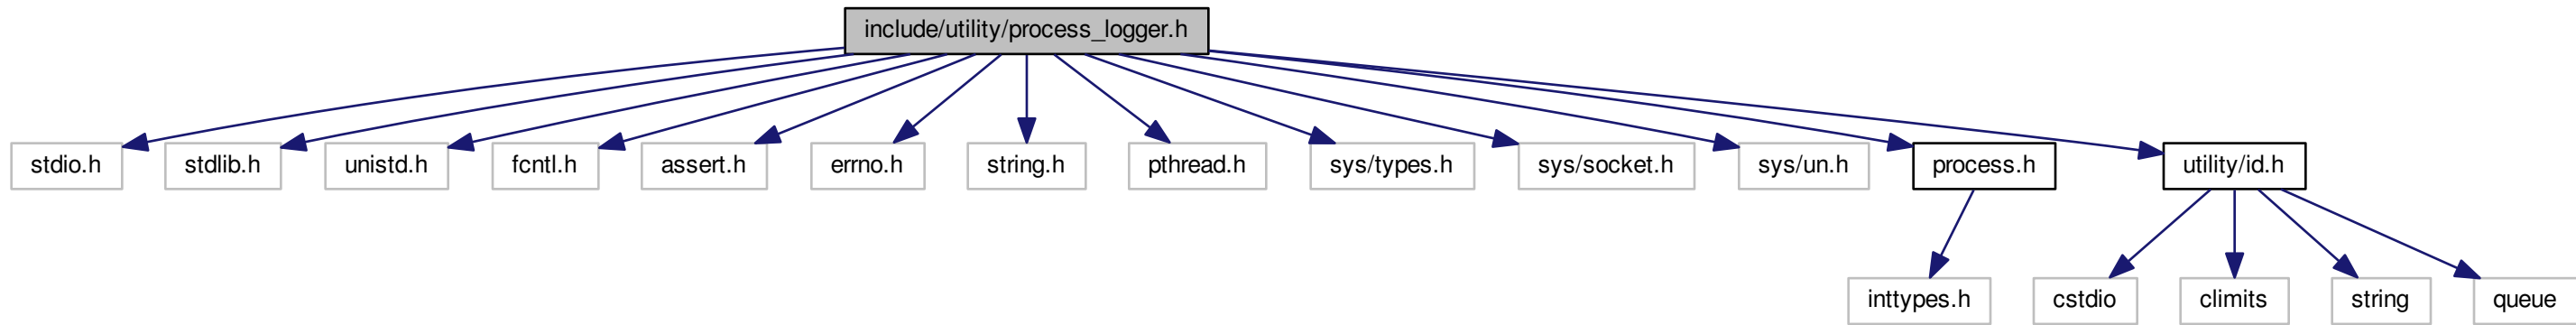 include/utility/process_logger.h
stdio.h
stdlib.h
unistd.h
fcntl.h
assert.h
errno.h
string.h
pthread.h
sys/types.h
sys/socket.h
sys/un.h
process.h
utility/id.h
inttypes.h
cstdio
climits
string
queue